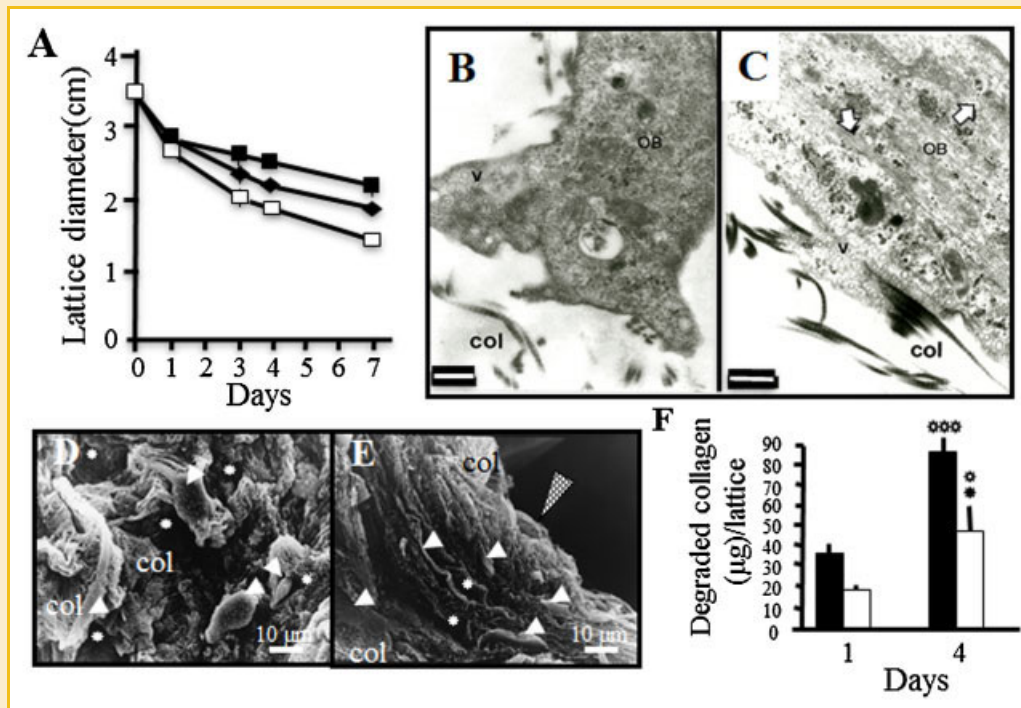 A
Lattice diameter(cm)
4
3
2
1
0
0 1 2 3 4 5 6 7
Days
B
OB
v
col
C
OB
v
col
D
col
col
10 μm
E
col
col
10 μm
F
Degraded collagen
(μg)/lattice
90
80
70
60
50
40
30
20
10
0
1 4
Days